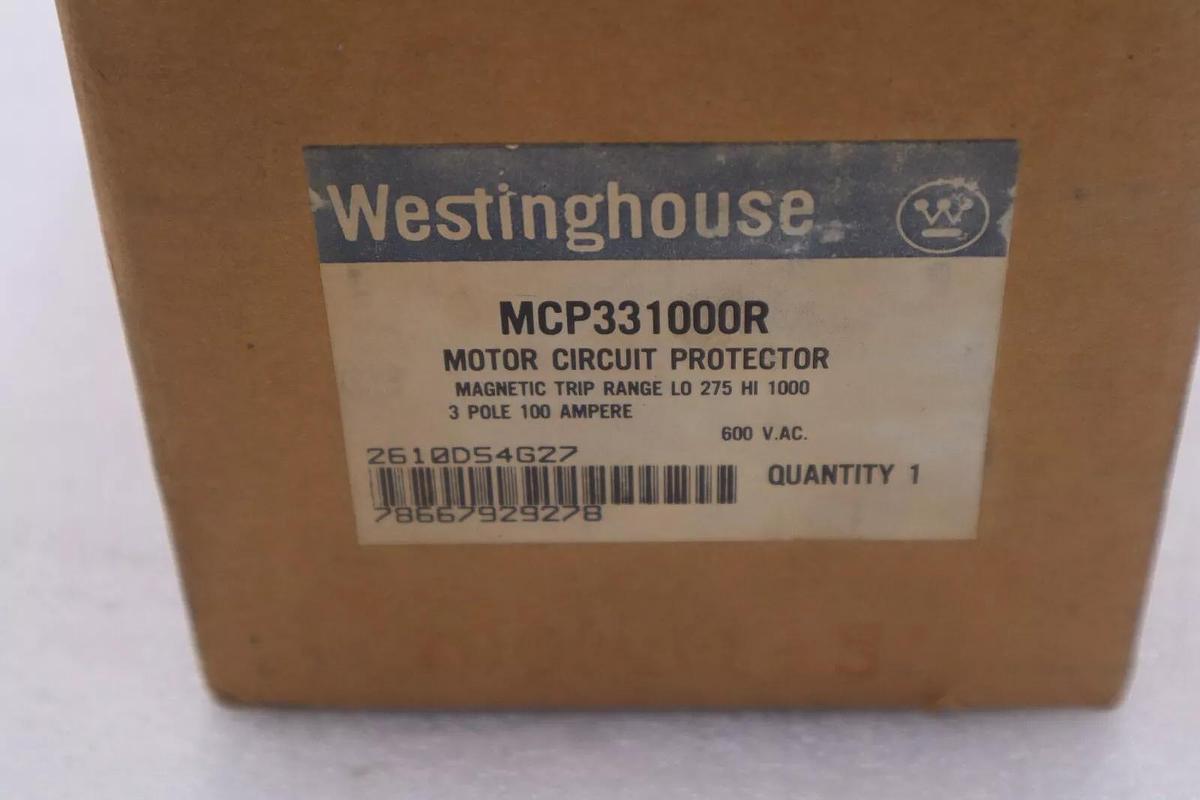 Westinghouse
MCP331000R
MOTOR CIRCUIT PROTECTOR
MAGNETIC TRIP RANGE LO 275 HI 1000
3 POLE 100 AMPERE
600 V.AC.
2610D54G27
78667929278
QUANTITY 1